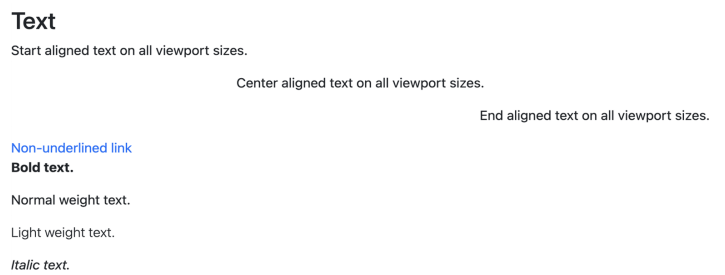 Text
Start aligned text on all viewport sizes.
Center aligned text on all viewport sizes.
End aligned text on all viewport sizes.
Non-underlined link
Bold text.
Normal weight text.
Light weight text.
Italic text.